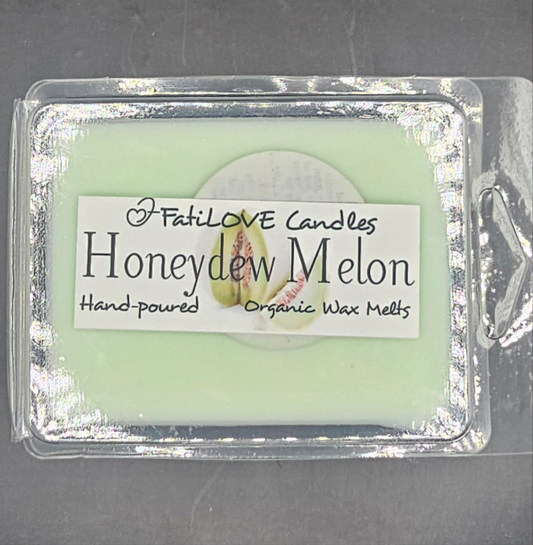 FatiLOVE Candles
Honeydew Melon
Hand-poured Organic Wax Melts